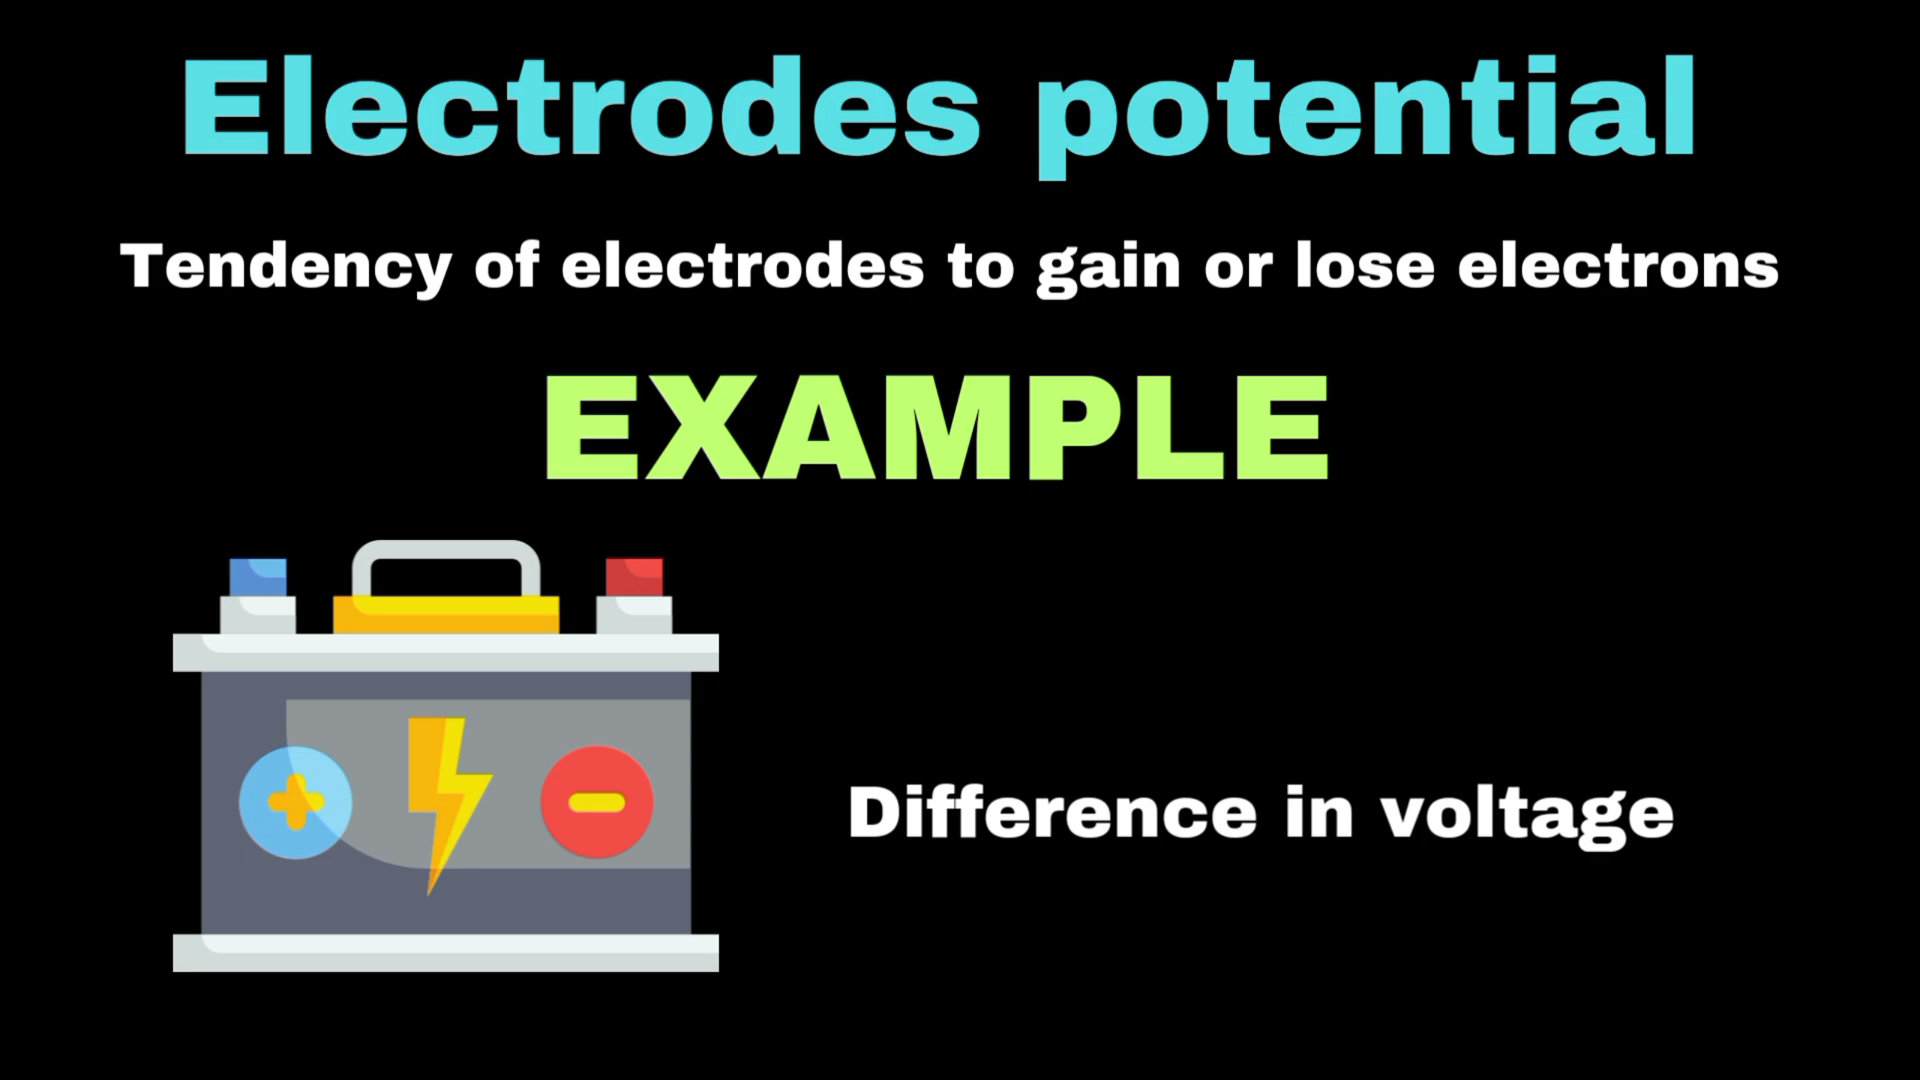 Electrodes potential
Tendency of electrodes to gain or lose electrons
EXAMPLE
Difference in voltage